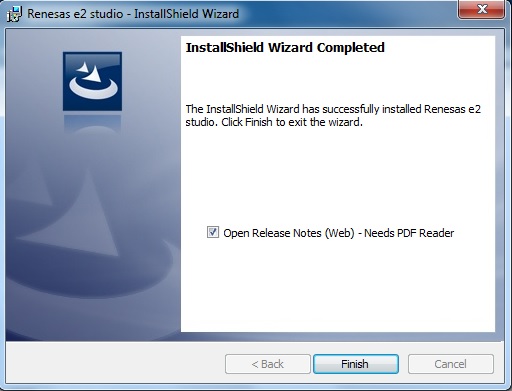 Renesas e2 studio - InstallShield Wizard
InstallShield Wizard Completed
The InstallShield Wizard has successfully installed Renesas e2
studio. Click Finish to exit the wizard.
Open Release Notes (Web) - Needs PDF Reader
< Back
Finish
Cancel